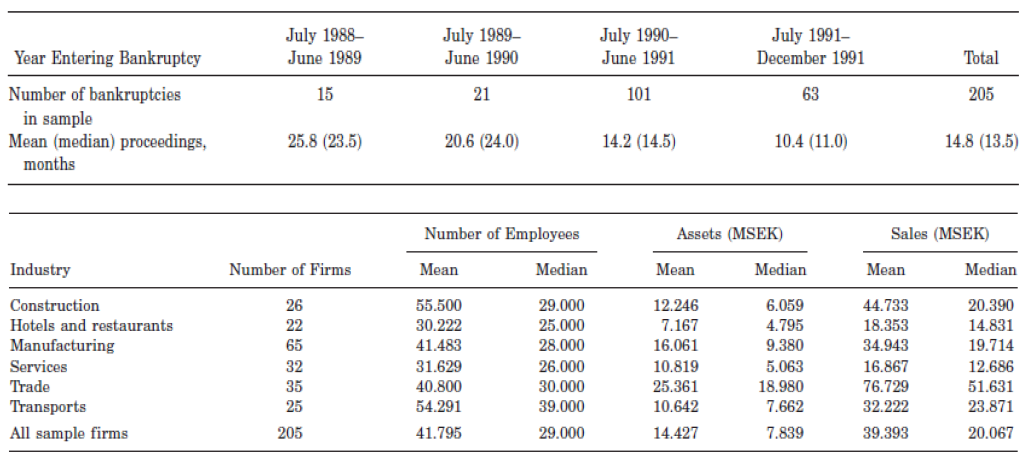 Year Entering Bankruptcy July 1988– June 1989 July 1989– June 1990 July 1990– June 1991 July 1991– December 1991 Total
Number of bankruptcies in sample 15 21 101 63 205
Mean (median) proceedings, months 25.8 (23.5) 20.6 (24.0) 14.2 (14.5) 10.4 (11.0) 14.8 (13.5)
Number of Employees Assets (MSEK) Sales (MSEK)
Industry Number of Firms Mean Median Mean Median Mean Median
Construction 26 55.500 29.000 12.246 6.059 44.733 20.390
Hotels and restaurants 22 30.222 25.000 7.167 4.795 18.353 14.831
Manufacturing 65 41.483 28.000 16.061 9.380 34.943 19.714
Services 32 31.629 26.000 10.819 5.063 16.867 12.686
Trade 35 40.800 30.000 25.361 18.980 76.729 51.631
Transports 25 54.291 39.000 10.642 7.662 32.222 23.871
All sample firms 205 41.795 29.000 14.427 7.839 39.393 20.067